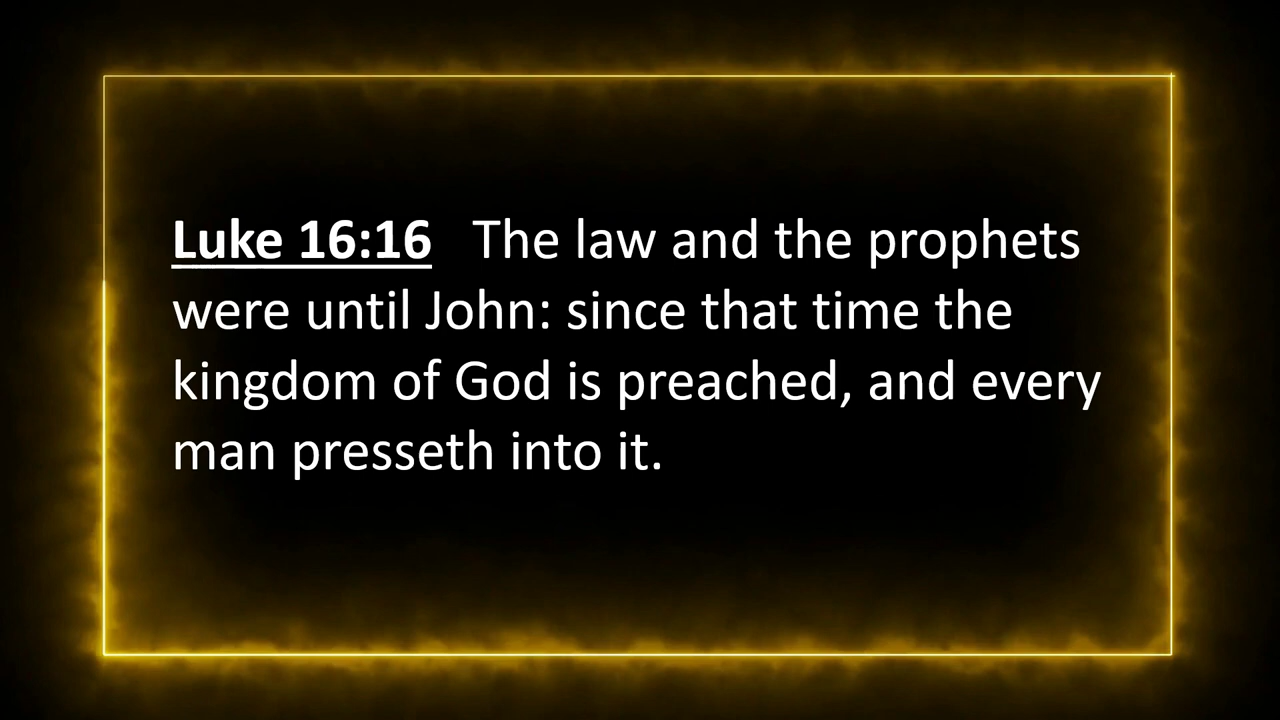 Luke 16:16   The law and the prophets
were until John: since that time the
kingdom of God is preached, and every
man presseth into it.